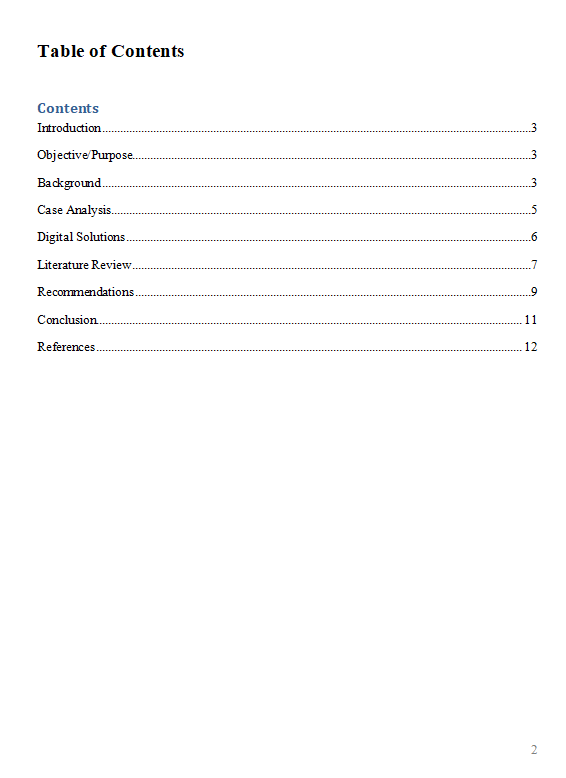 Table of Contents
Contents
Introduction.....3
Objective/Purpose.....3
Background.....3
Case Analysis.....5
Digital Solutions.....6
Literature Review.....7
Recommendations.....9
Conclusion.....11
References.....12
2